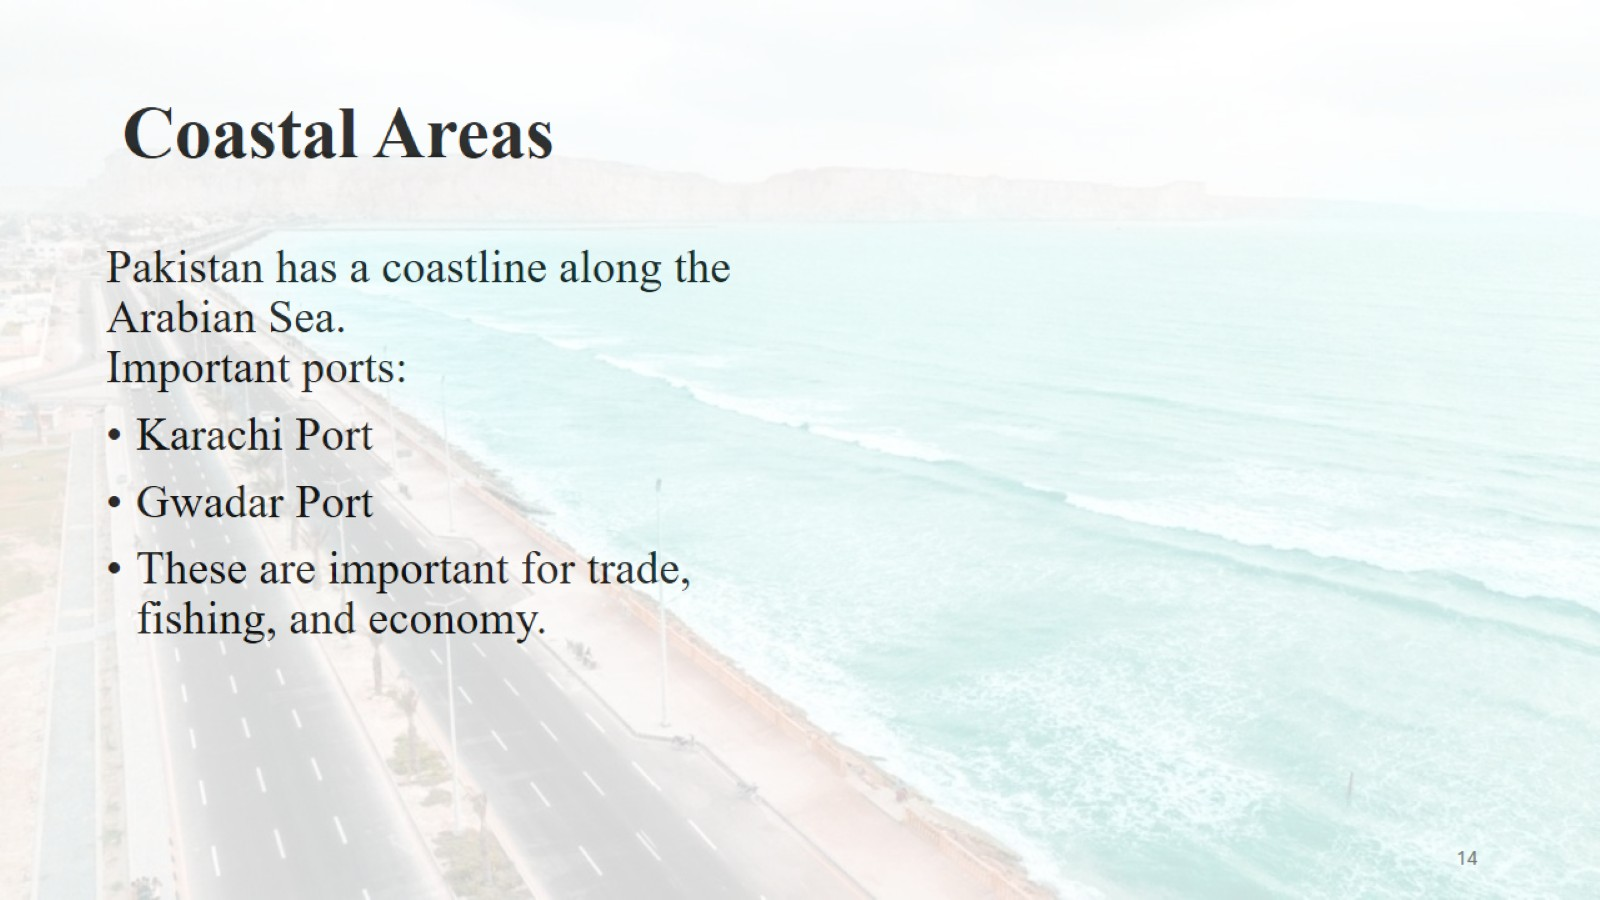 Coastal Areas
Pakistan has a coastline along the
Arabian Sea.
Important ports:
• Karachi Port
• Gwadar Port
• These are important for trade,
fishing, and economy.
14